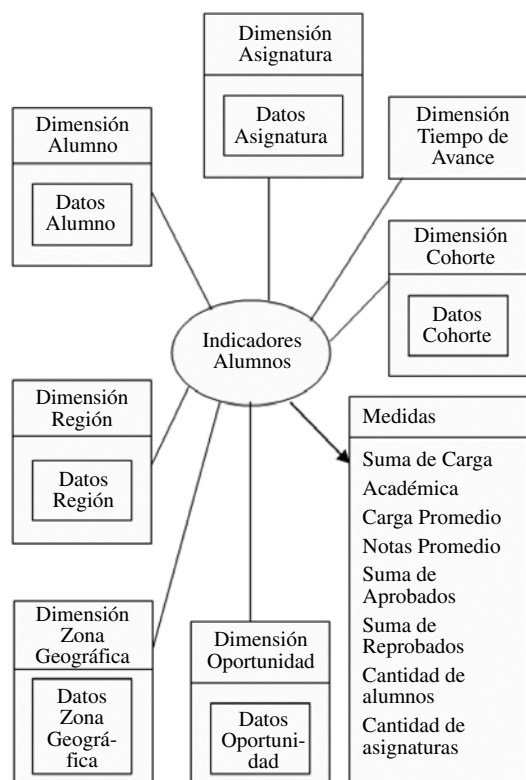 Dimensión
Asignatura
Datos
Asignatura
Dimensión
Alumno
Datos
Alumno
Dimensión
Tiempo de
Avance
Dimensión
Cohorte
Datos
Cohorte
Indicadores
Alumnos
Dimensión
Región
Datos
Región
Medidas
Suma de Carga
Académica
Carga Promedio
Notas Promedio
Suma de
Aprobados
Suma de
Reprobados
Cantidad de
alumnos
Cantidad de
asignaturas
Dimensión
Zona
Geográfica
Datos
Zona
Geográ-
fica
Dimensión
Oportunidad
Datos
Oportuni-
dad